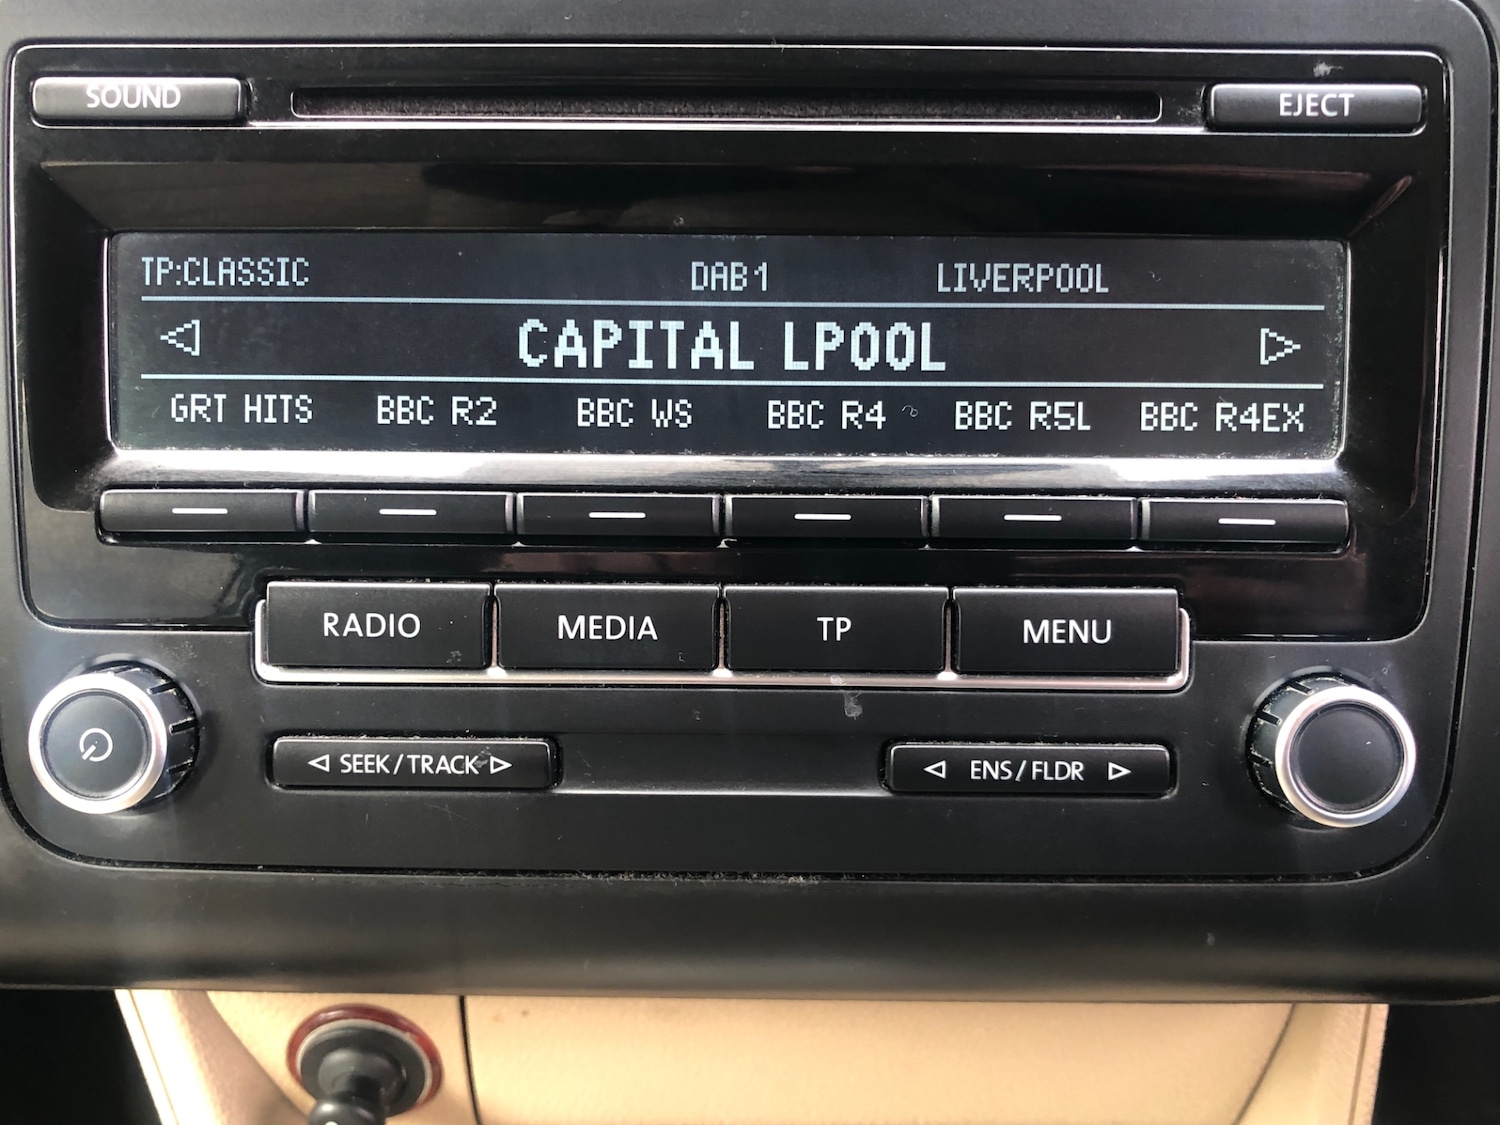 SOUND EJECT
TP:CLASSIC DAB1 LIVERPOOL
CAPITAL LPOOL
GRT HITS BBC R2 BBC WS BBC R4 BBC R5L BBC R4EX
RADIO MEDIA TP MENU
SEEK/TRACK ENS/FLDR